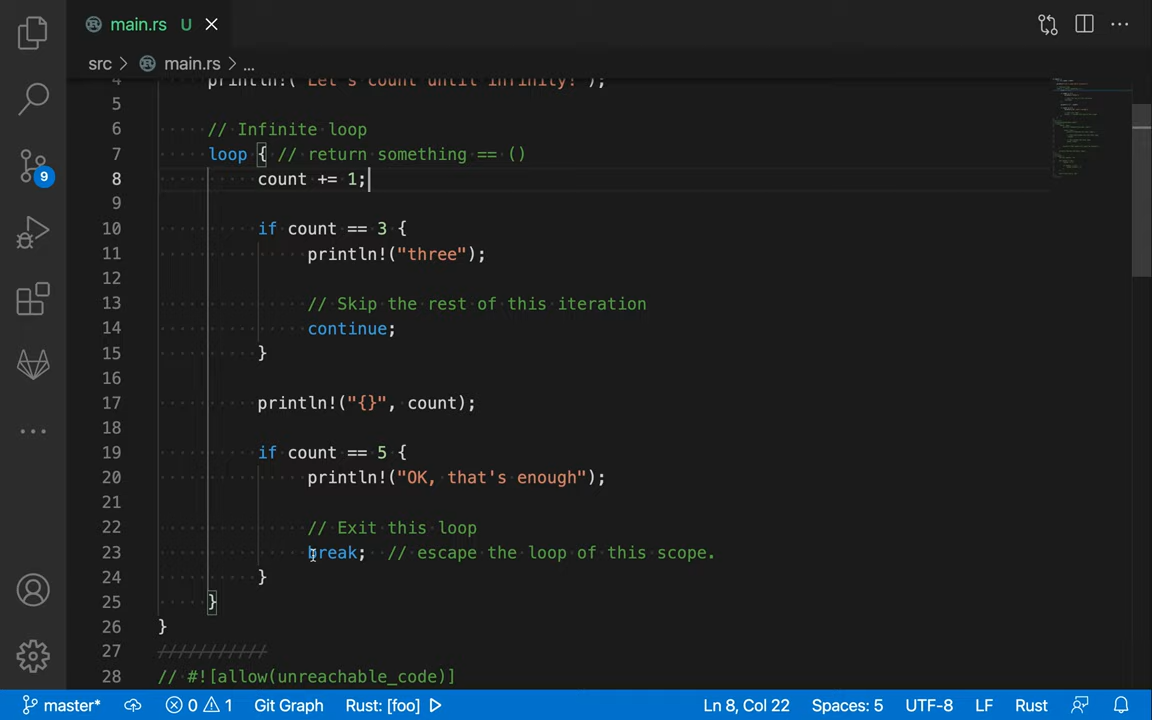 main.rs U
src > main.rs > ...
4 println!("Let's count until infinity!");
5
6 // Infinite loop
7 loop { // return something == ()
8 count += 1;
9
10 if count == 3 {
11 println!("three");
12
13 // Skip the rest of this iteration
14 continue;
15 }
16
17 println!("{}", count);
18
19 if count == 5 {
20 println!("OK, that's enough");
21
22 // Exit this loop
23 break; // escape the loop of this scope.
24 }
25 }
26 }
27 ///////////
28 // #![allow(unreachable_code)]
9
master* 0 1 Git Graph Rust: [foo] Ln 8, Col 22 Spaces: 5 UTF-8 LF Rust